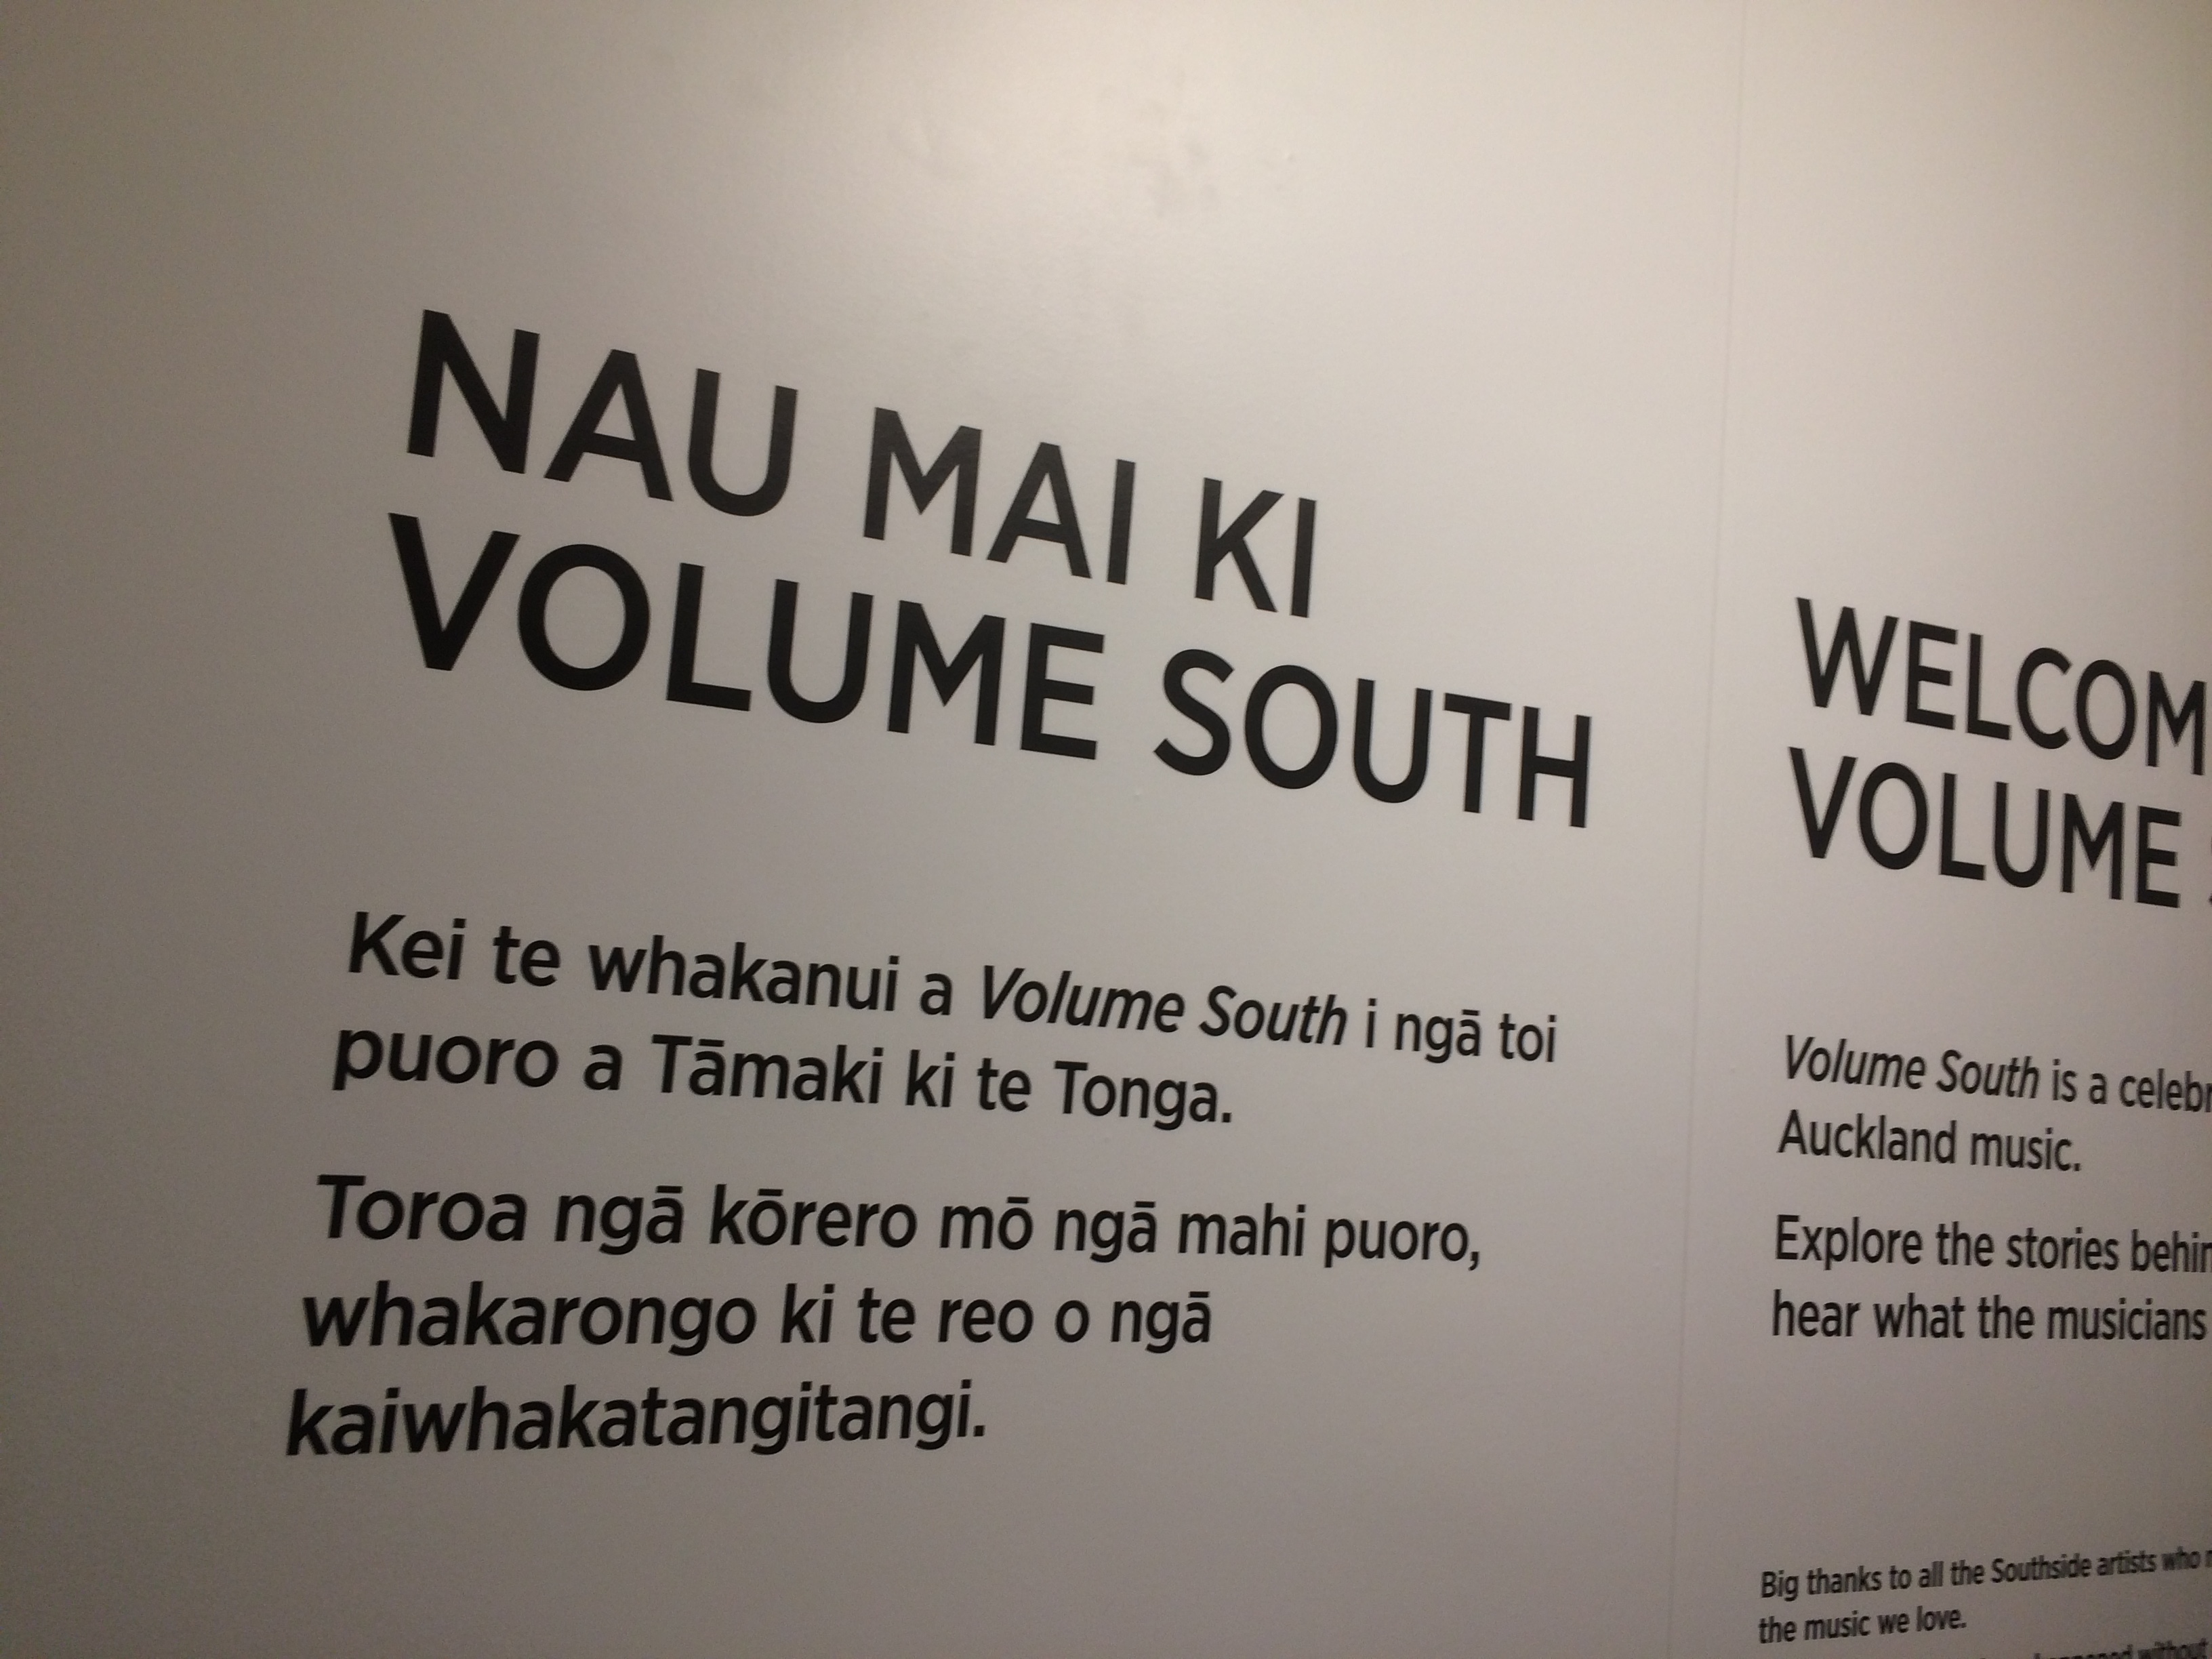 NAU MAI KI
VOLUME SOUTH
Kei te whakanui a Volume South i ngā toi
puoro a Tāmaki ki te Tonga.
Toroa ngā kōrero mō ngā mahi puoro,
whakarongo ki te reo o ngā
kaiwhakatangitangi.
WELCOM
VOLUME
Volume South is a celebr
Auckland music.
Explore the stories behin
hear what the musicians
Big thanks to all the Southside artists who
the music we love.
without